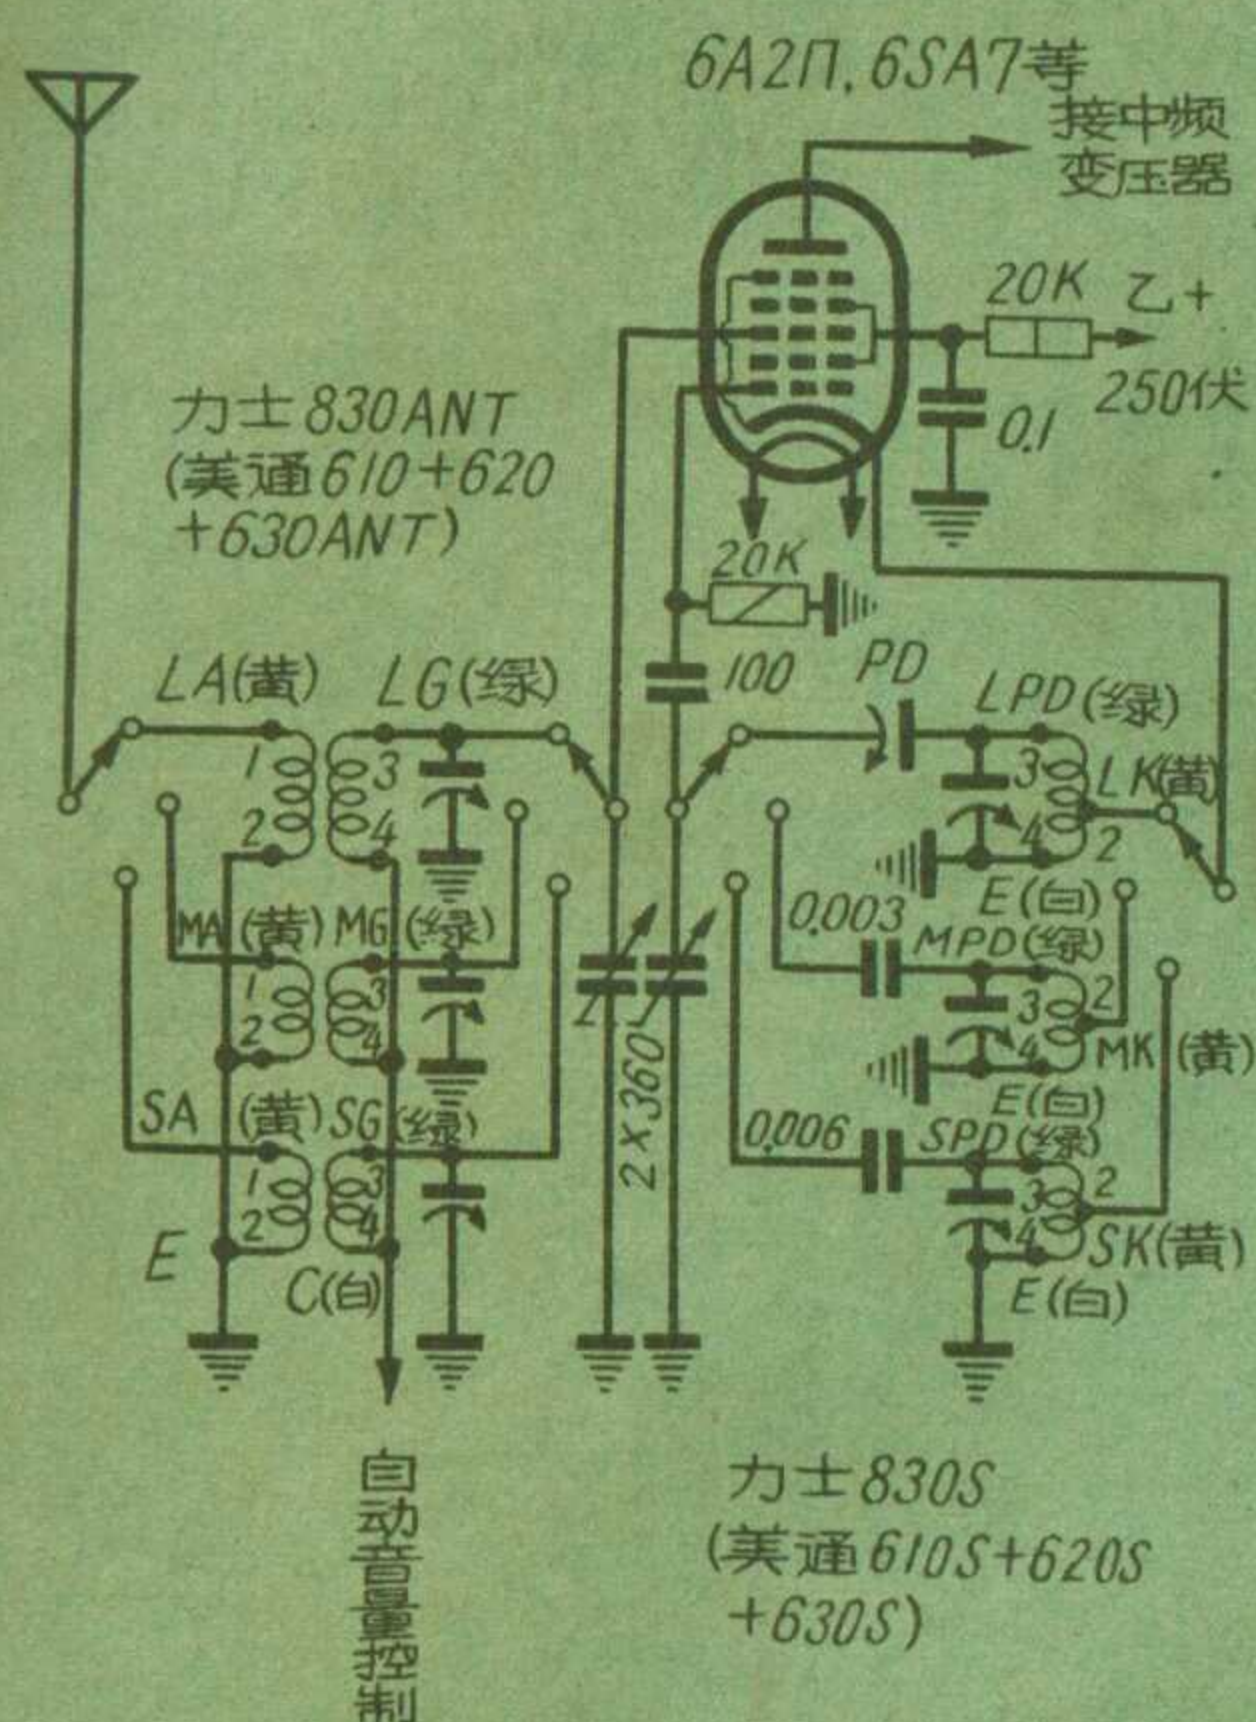 6А2П, 6SA7等
接中频
变压器
20K
乙+
250伏
0.1
力士830ANT
(美通610+620
+630ANT)
20K
100
PD
LA(黄)
LG(绿)
LPD(绿)
LK(黄)
1
2
3
4
3
4
2
E(白)
MA(黄)
MG(绿)
0.003
MPD(绿)
1
2
3
4
3
4
2
MK(黄)
E(白)
SA(黄)
SG(绿)
2×360
0.006
SPD(绿)
1
2
3
4
3
4
2
SK(黄)
E
C(白)
E(白)
自动音量控制
力士830S
(美通610S+620S
+630S)